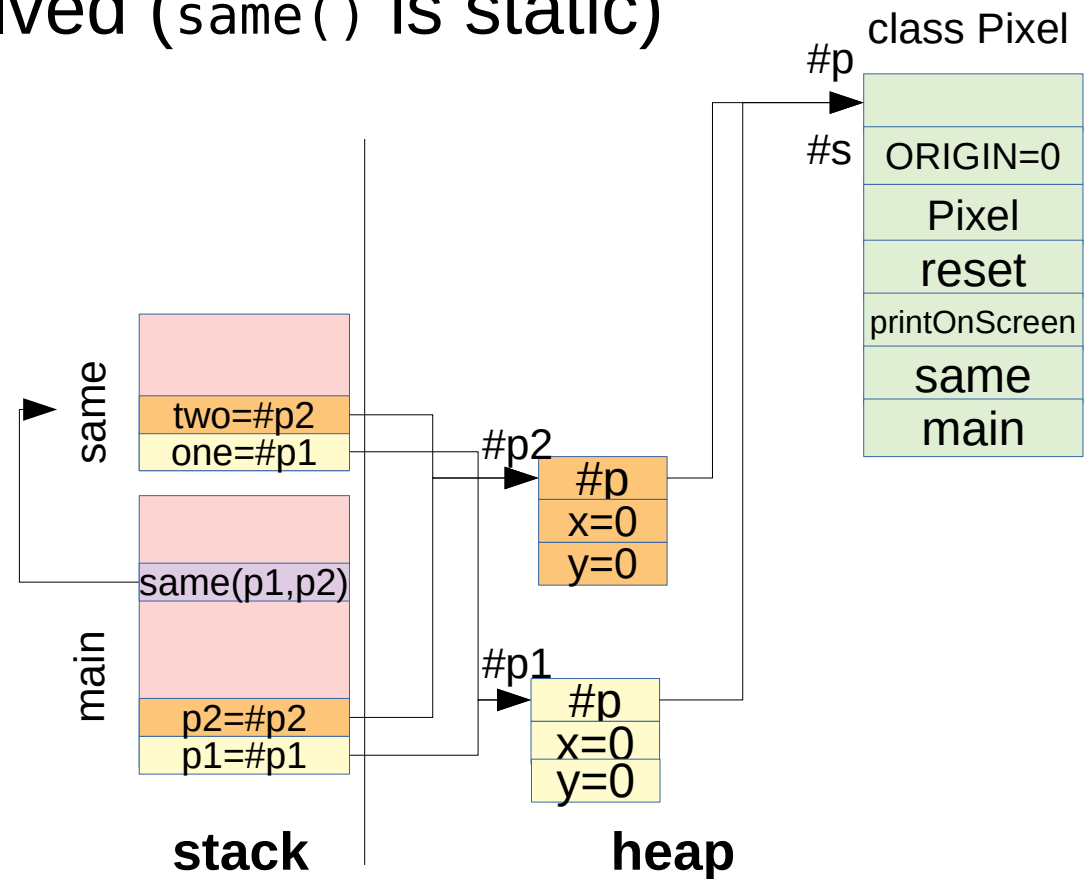 (same() is static)
class Pixel
#p
#s
ORIGIN=0
Pixel
reset
printOnScreen
same
main
same
two=#p2
one=#p1
same(p1,p2)
main
p2=#p2
p1=#p1
#p2
#p
x=0
y=0
#p1
#p
x=0
y=0
stack
heap